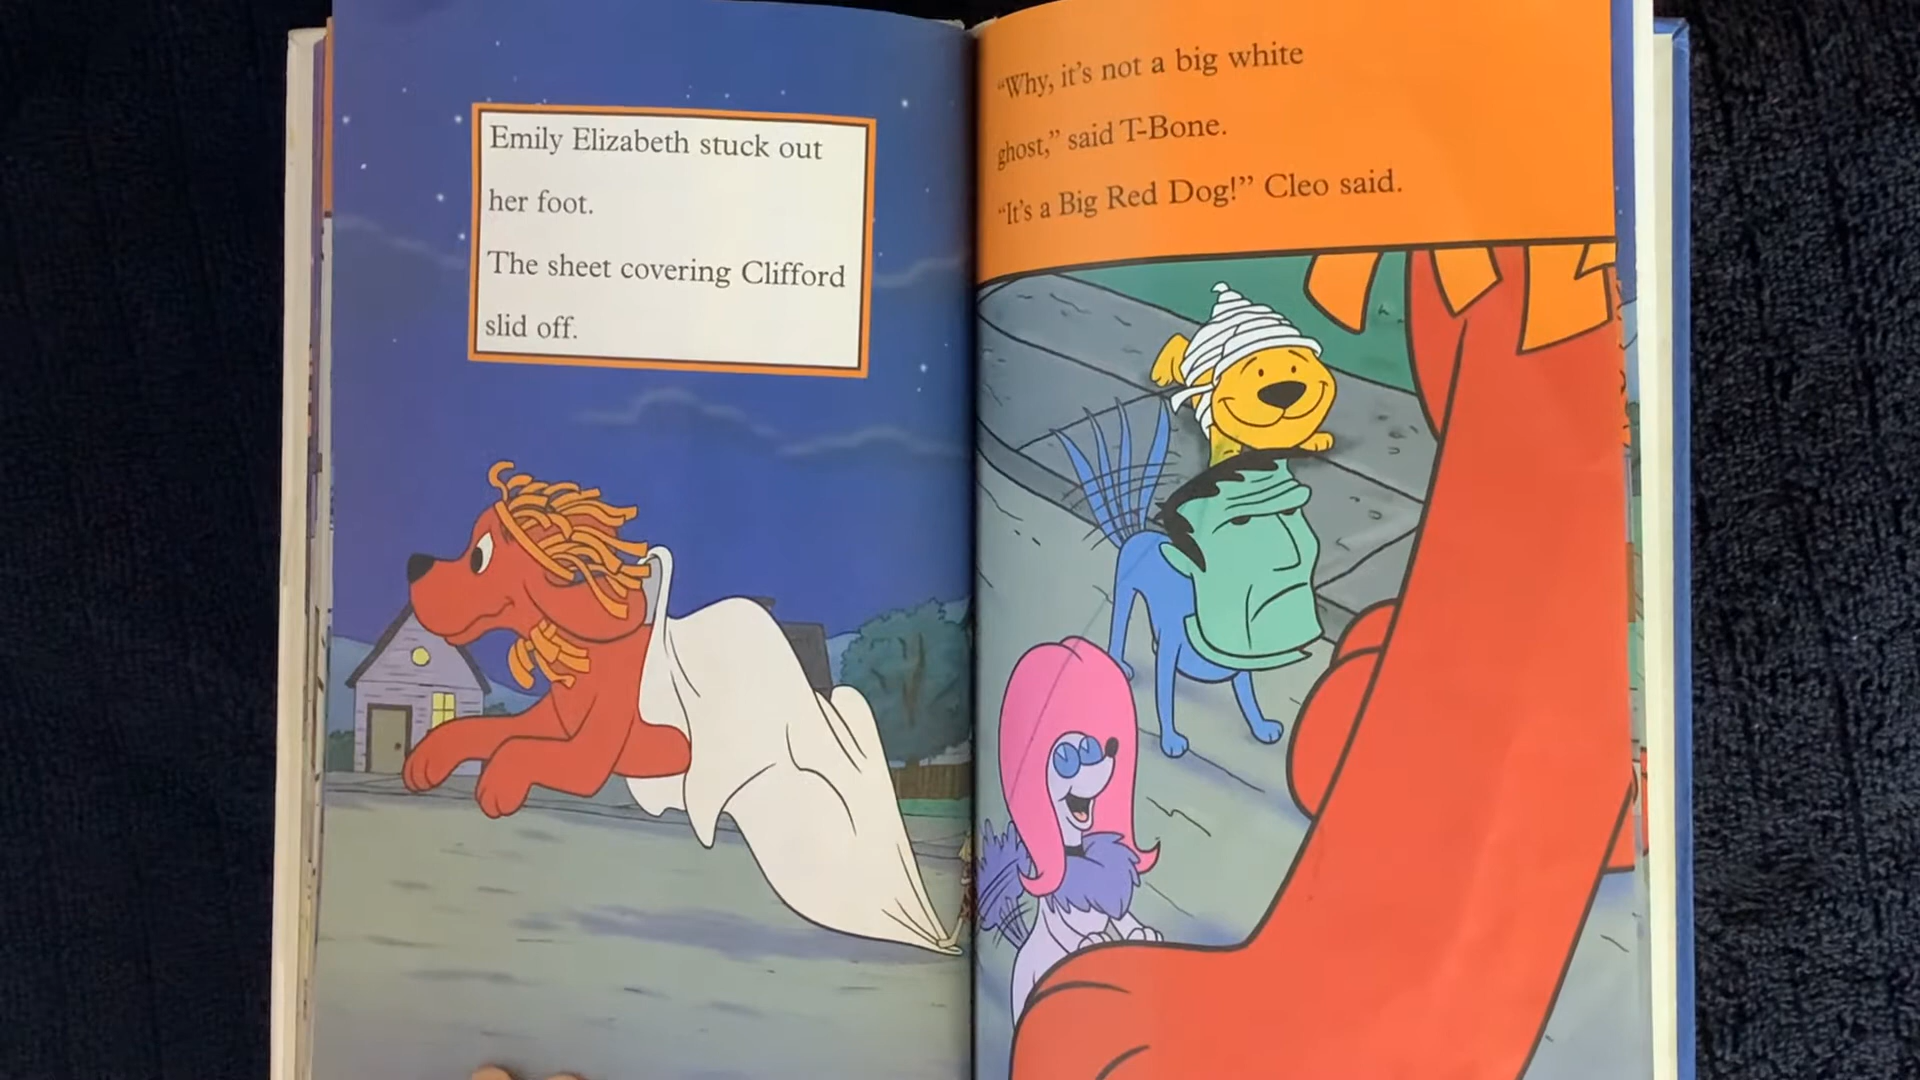 Emily Elizabeth stuck out
her foot.
The sheet covering Clifford
slid off.
“Why, it’s not a big white
ghost,” said T-Bone.
“It’s a Big Red Dog!” Cleo said.